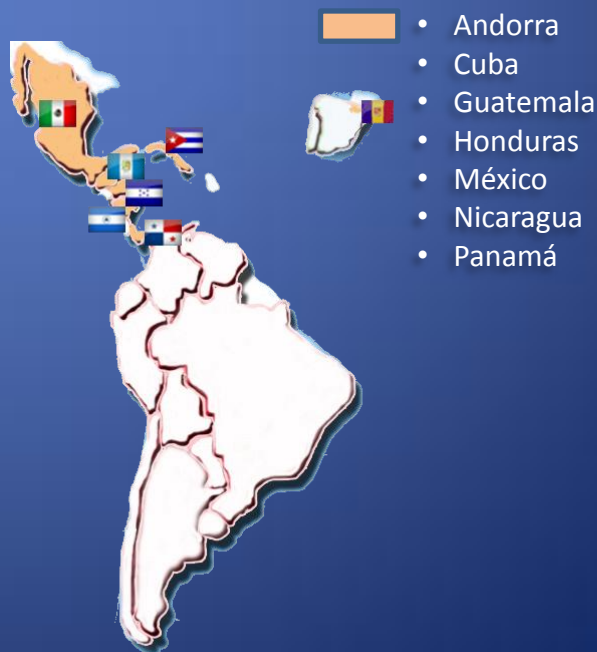 • Andorra
• Cuba
• Guatemala
• Honduras
• México
• Nicaragua
• Panamá